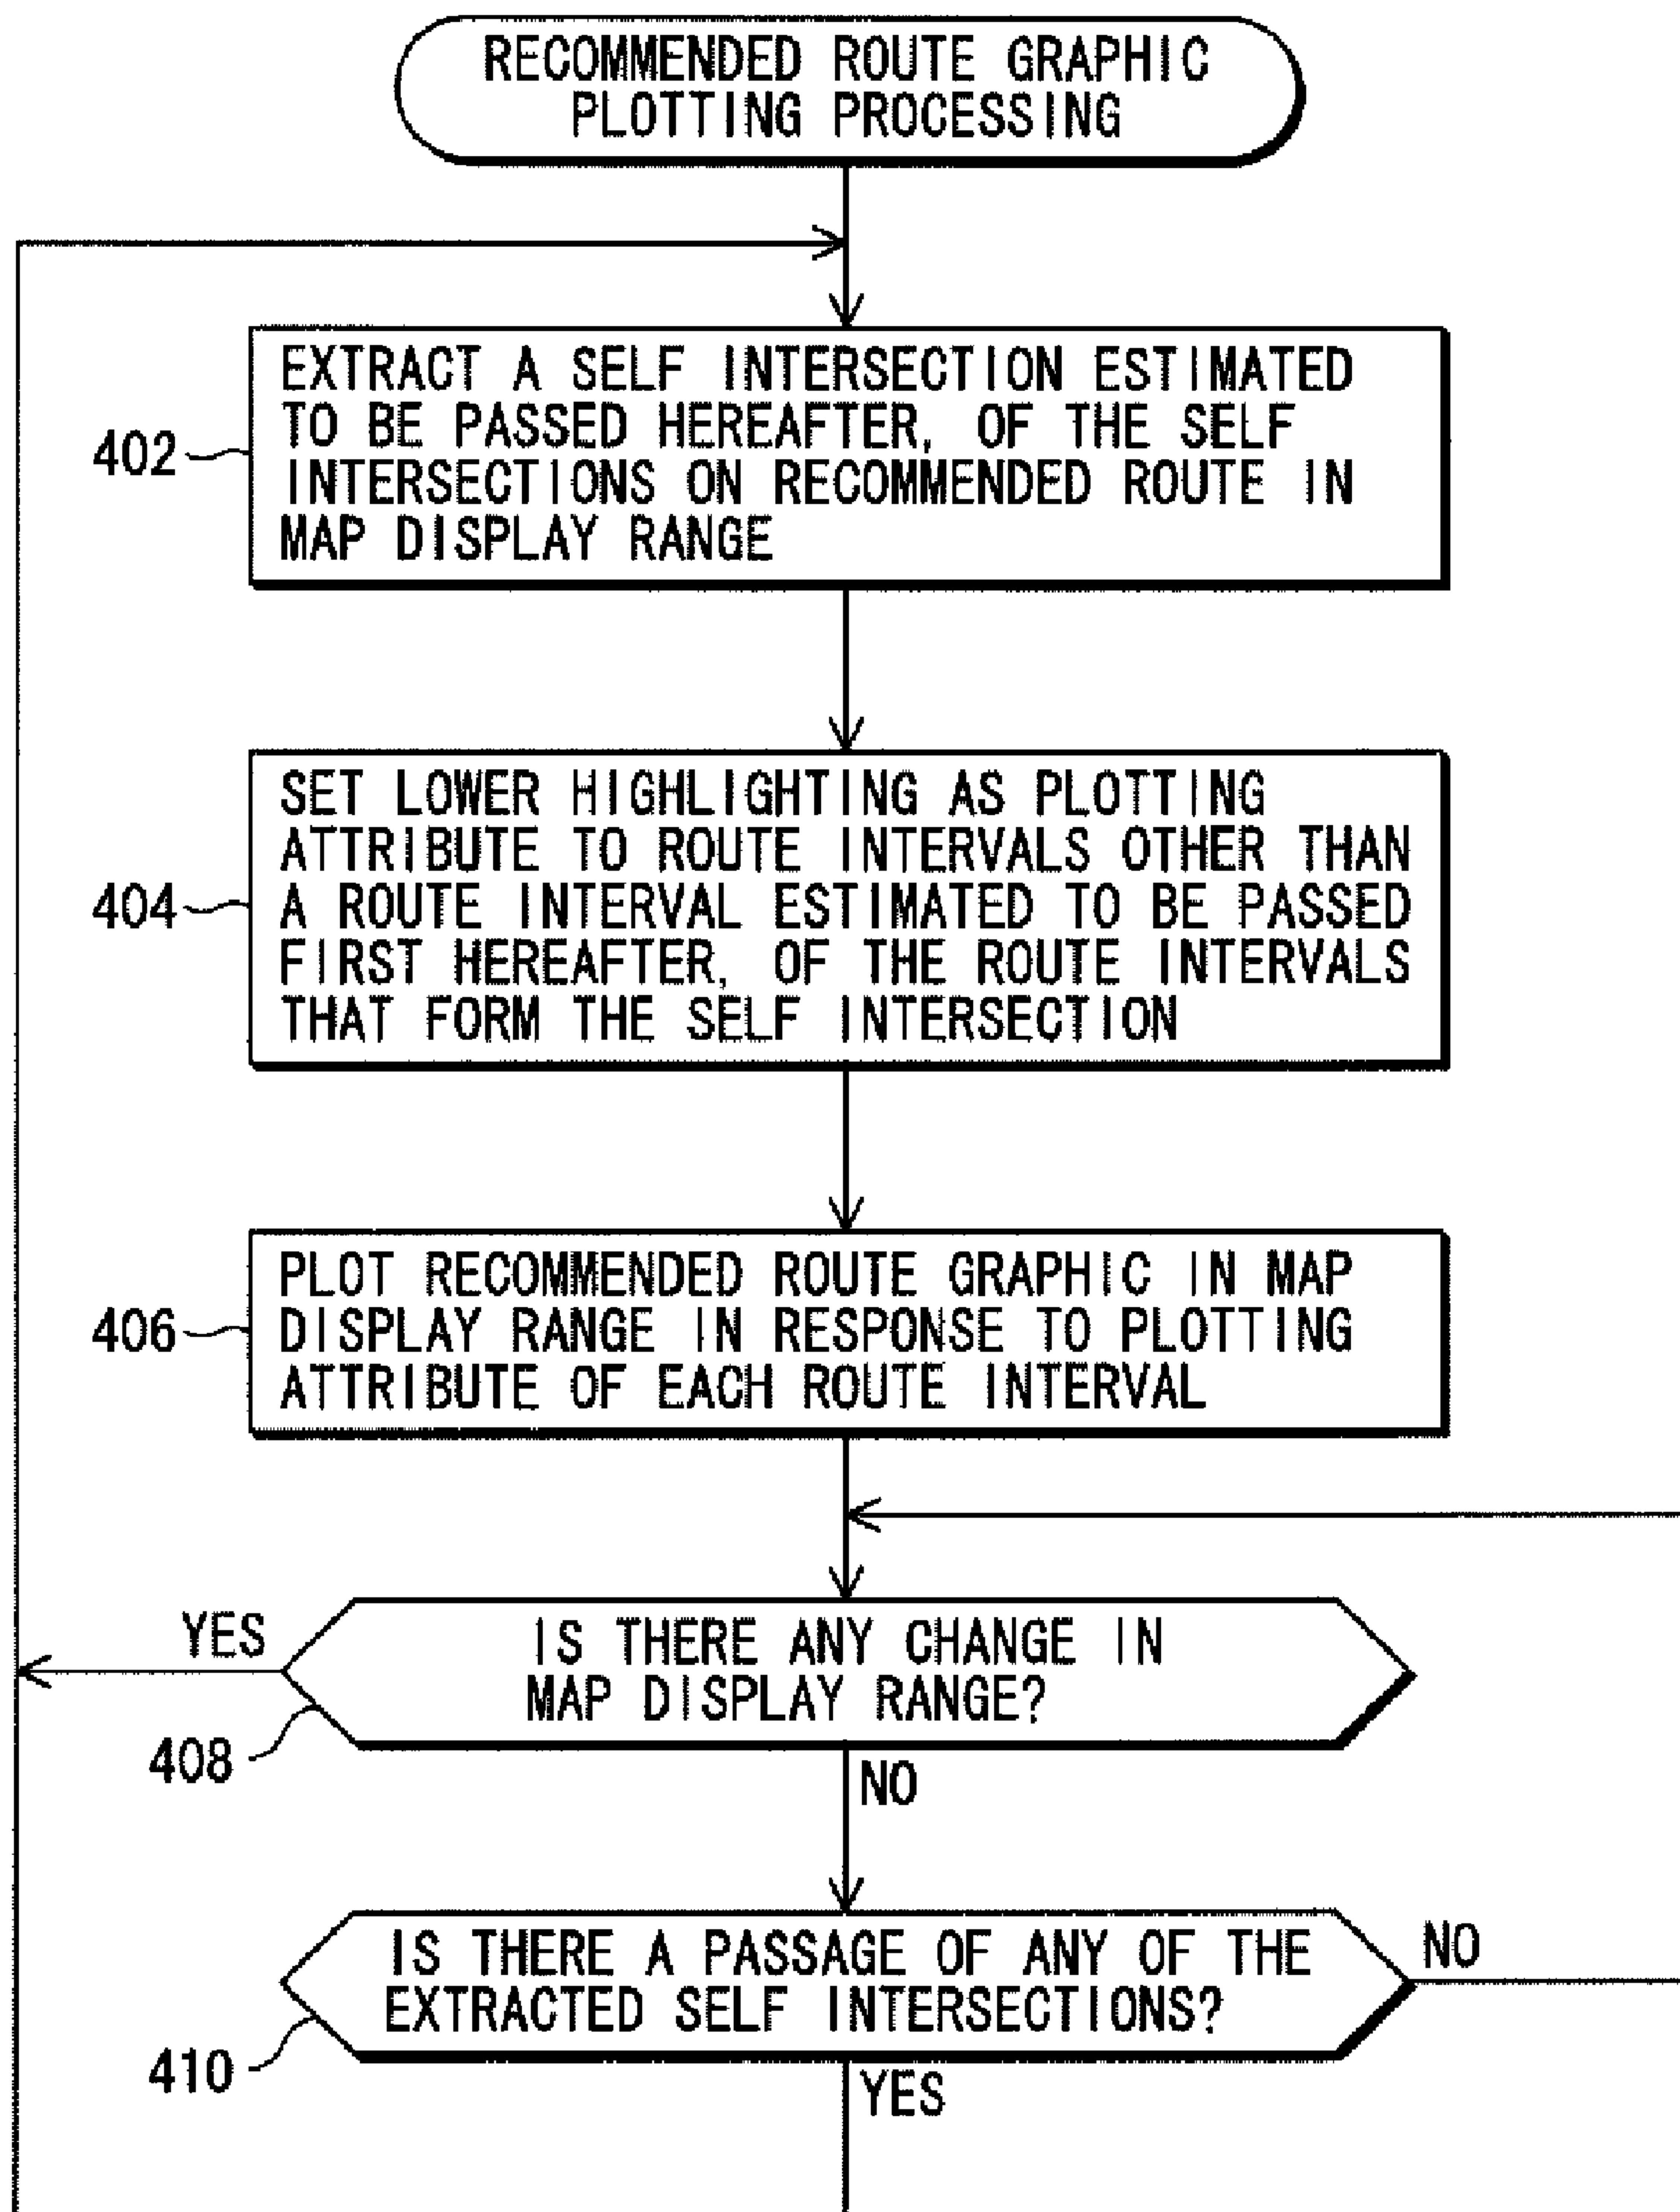 RECOMMENDED ROUTE GRAPHIC
PLOTTING PROCESSING
EXTRACT A SELF INTERSECTION ESTIMATED
TO BE PASSED HEREAFTER, OF THE SELF
INTERSECTIONS ON RECOMMENDED ROUTE IN
MAP DISPLAY RANGE
402
SET LOWER HIGHLIGHTING AS PLOTTING
ATTRIBUTE TO ROUTE INTERVALS OTHER THAN
A ROUTE INTERVAL ESTIMATED TO BE PASSED
FIRST HEREAFTER, OF THE ROUTE INTERVALS
THAT FORM THE SELF INTERSECTION
404
PLOT RECOMMENDED ROUTE GRAPHIC IN MAP
DISPLAY RANGE IN RESPONSE TO PLOTTING
ATTRIBUTE OF EACH ROUTE INTERVAL
406
YES
IS THERE ANY CHANGE IN
MAP DISPLAY RANGE?
408
NO
IS THERE A PASSAGE OF ANY OF THE
EXTRACTED SELF INTERSECTIONS?
NO
410
YES